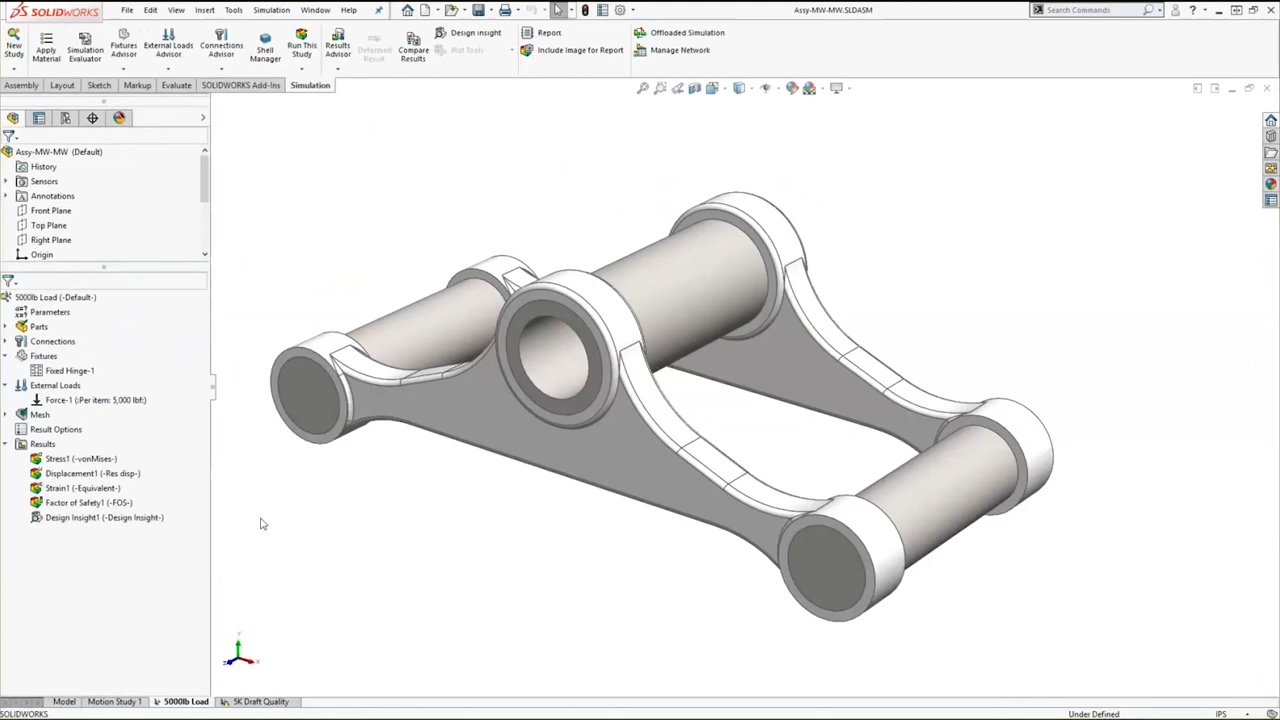 SOLIDWORKS File Edit View Insert Tools Simulation Window Help Assy-MW-MW.SLDASM Search Commands
New Study
Apply Material
Simulation Evaluator
Fixtures Advisor
External Loads Advisor
Connections Advisor
Shell Manager
Run This Study
Results Advisor
Deformed Result
Compare Results
Design Insight
Plot Tools
Report
Include Image for Report
Offloaded Simulation
Manage Network
Assembly Layout Sketch Markup Evaluate SOLIDWORKS Add-Ins Simulation
Assy-MW-MW (Default)
History
Sensors
Annotations
Front Plane
Top Plane
Right Plane
Origin
5000lb Load (-Default-)
Parameters
Parts
Connections
Fixtures
Fixed Hinge-1
External Loads
Force-1 (:Per item: 5,000 lbf:)
Mesh
Result Options
Results
Stress1 (-vonMises-)
Displacement1 (-Res disp-)
Strain1 (-Equivalent-)
Factor of Safety1 (-FOS-)
Design Insight1 (-Design Insight-)
Y
Z X
Model Motion Study 1 5000lb Load 5K Draft Quality
SOLIDWORKS Under Defined IPS